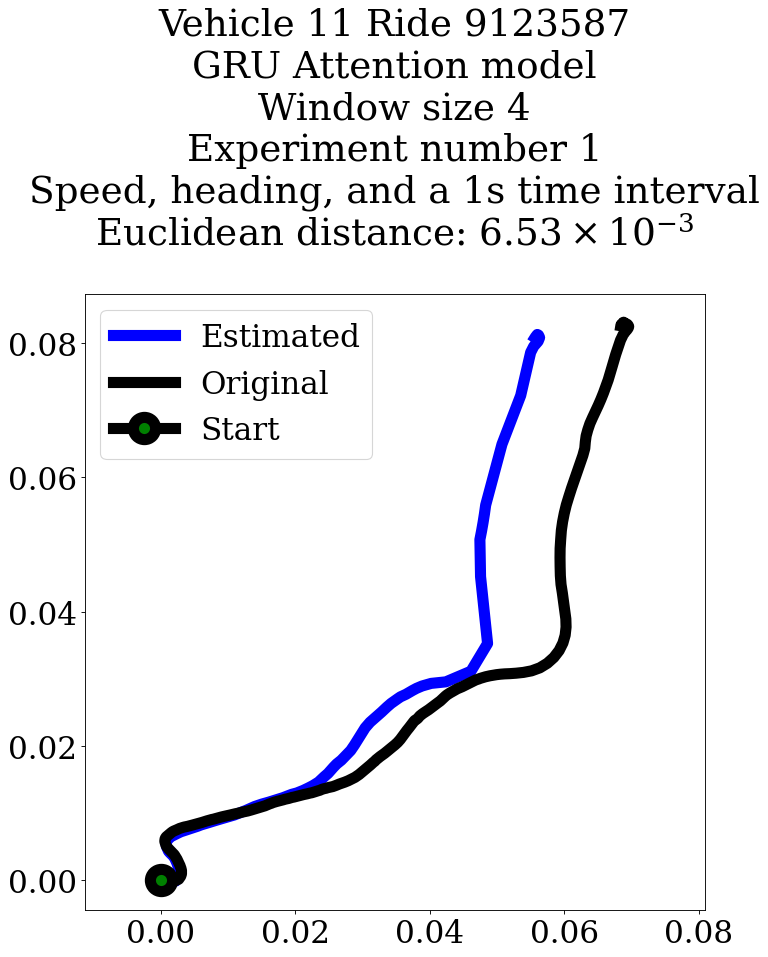 Vehicle 11 Ride 9123587
GRU Attention model
Window size 4
Experiment number 1
Speed, heading, and a 1s time interval
Euclidean distance: 6.53 × 10⁻³
Estimated
Original
Start
0.08
0.06
0.04
0.02
0.00
0.00 0.02 0.04 0.06 0.08